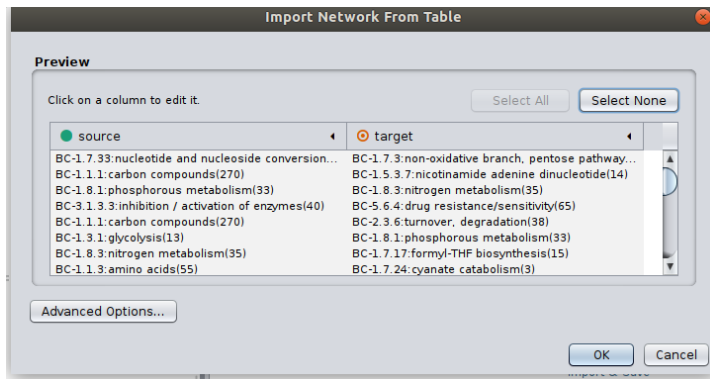 Import Network From Table
Preview
Click on a column to edit it.
Select All
Select None
source
target
BC-1.7.33:nucleotide and nucleoside conversion... BC-1.7.3:non-oxidative branch, pentose pathway...
BC-1.1.1:carbon compounds(270) BC-1.5.3.7:nicotinamide adenine dinucleotide(14)
BC-1.8.1:phosphorous metabolism(33) BC-1.8.3:nitrogen metabolism(35)
BC-3.1.3.3:inhibition / activation of enzymes(40) BC-5.6.4:drug resistance/sensitivity(65)
BC-1.1.1:carbon compounds(270) BC-2.3.6:turnover, degradation(38)
BC-1.3.1:glycolysis(13) BC-1.8.1:phosphorous metabolism(33)
BC-1.8.3:nitrogen metabolism(35) BC-1.7.17:formyl-THF biosynthesis(15)
BC-1.1.3:amino acids(55) BC-1.7.24:cyanate catabolism(3)
Advanced Options...
OK
Cancel